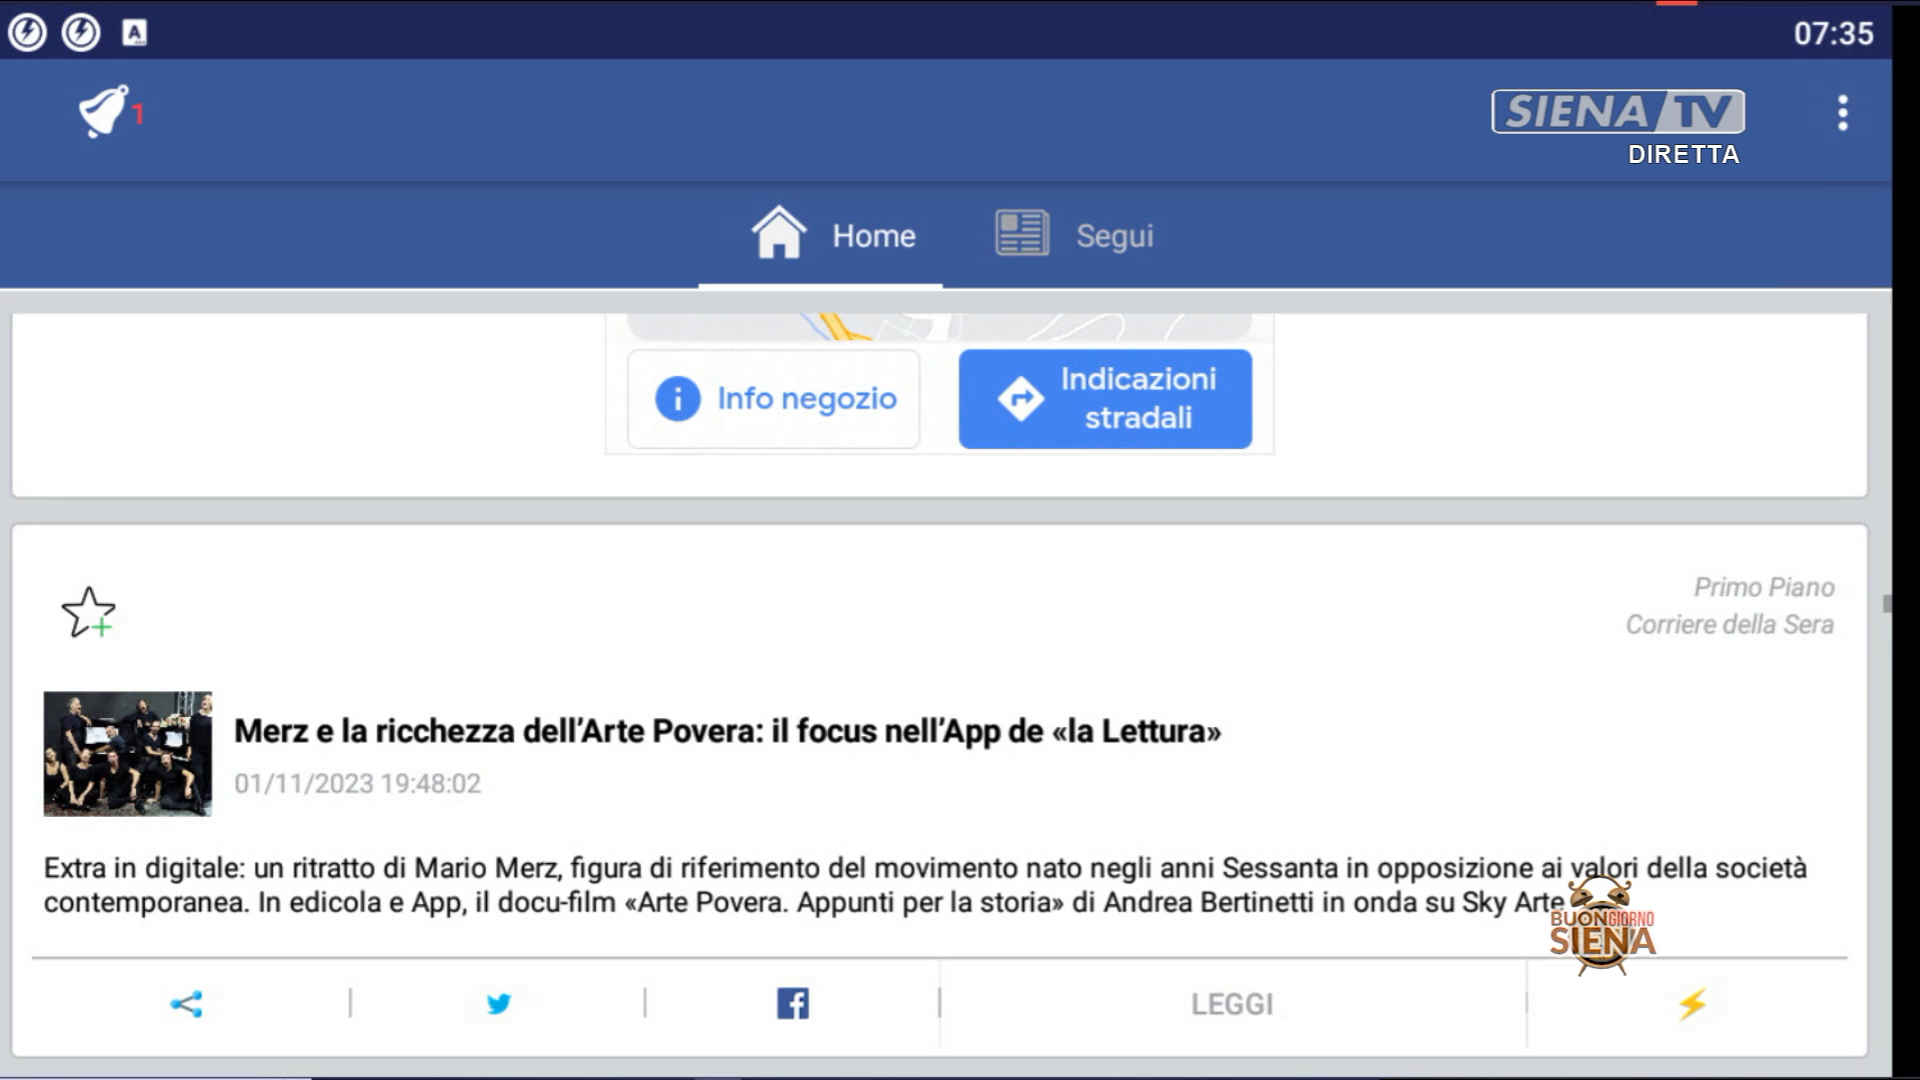 A
07:35
1
SIENA TV
DIRETTA
Home
Segui
Info negozio
Indicazioni
stradali
Primo Piano
Corriere della Sera
Merz e la ricchezza dell’Arte Povera: il focus nell’App de «la Lettura»
01/11/2023 19:48:02
Extra in digitale: un ritratto di Mario Merz, figura di riferimento del movimento nato negli anni Sessanta in opposizione ai valori della società
contemporanea. In edicola e App, il docu-film «Arte Povera. Appunti per la storia» di Andrea Bertinetti in onda su Sky Arte
BUONGIORNO
SIENA
LEGGI